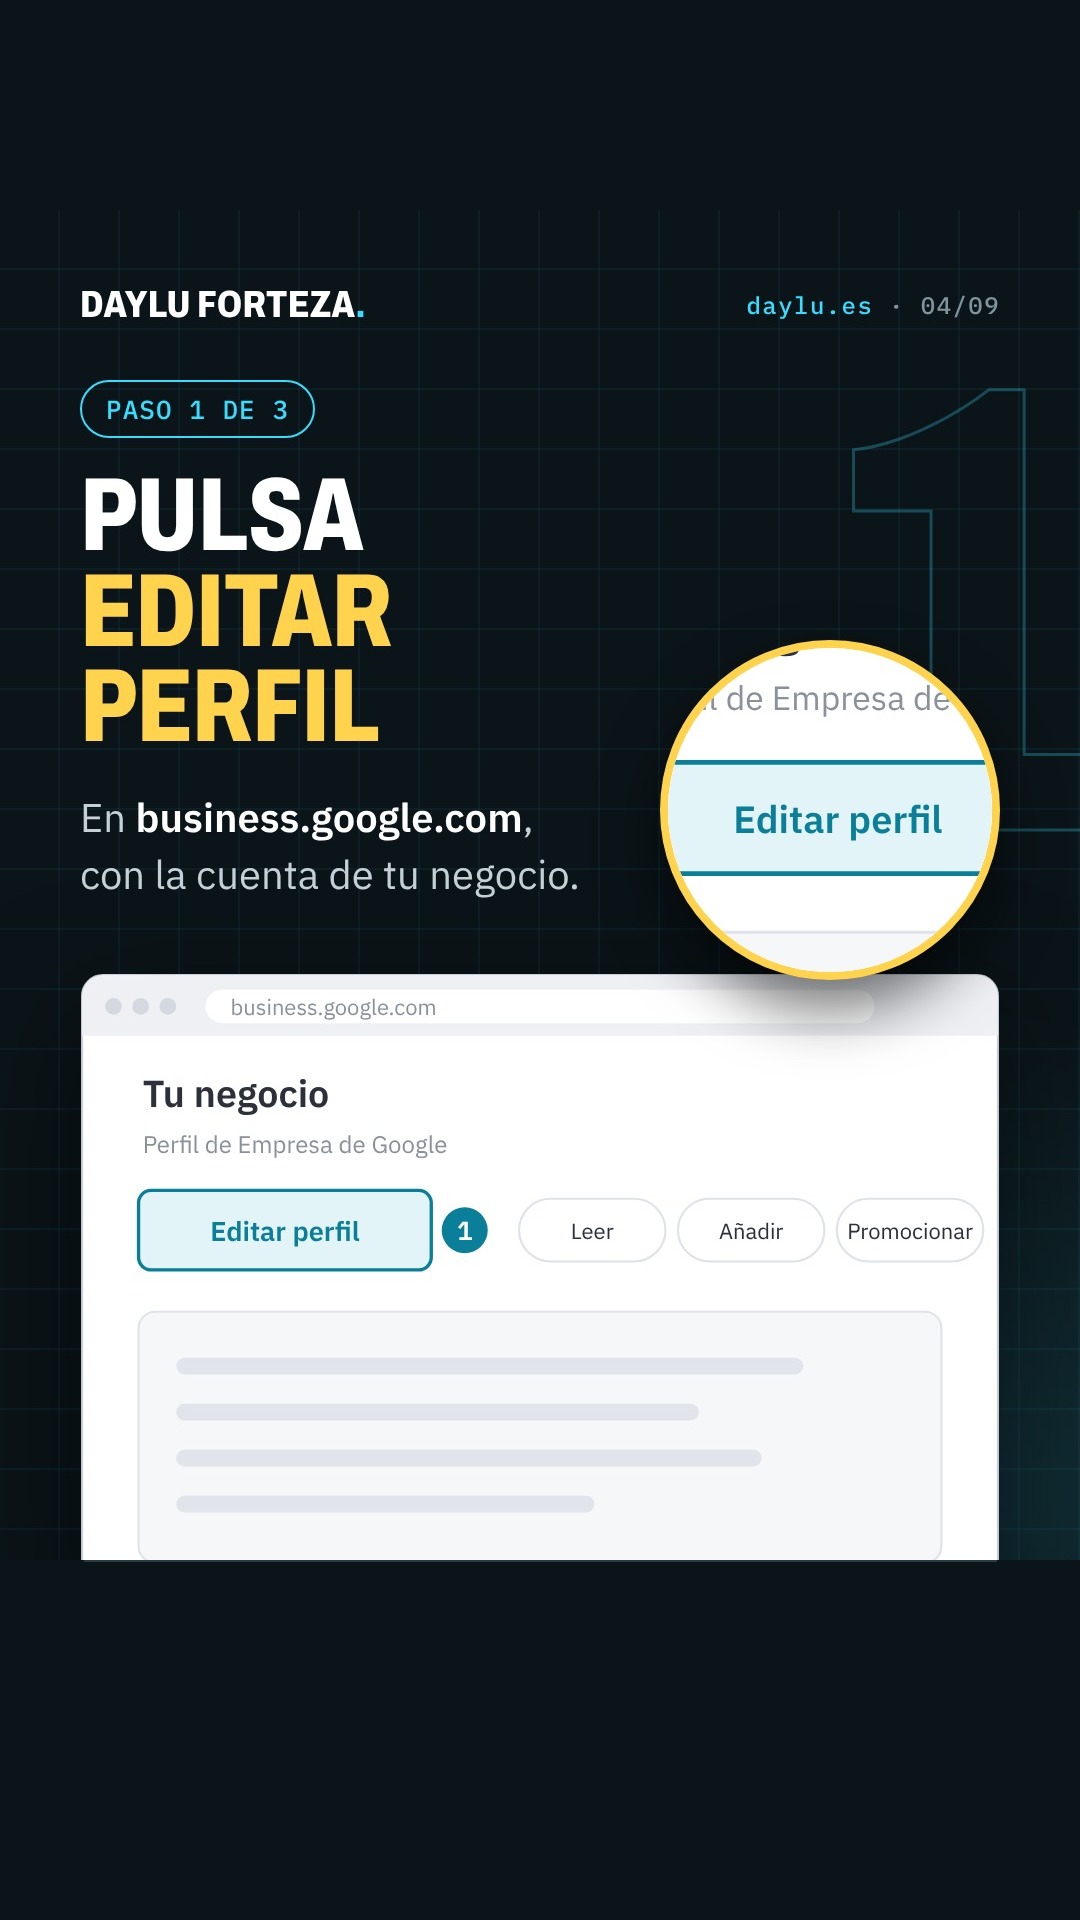 DAYLU FORTEZA.
daylu.es · 04/09
PASO 1 DE 3
1
PULSA
EDITAR
PERFIL
En business.google.com,
con la cuenta de tu negocio.
de Empresa de
Editar perfil
business.google.com
Tu negocio
Perfil de Empresa de Google
Editar perfil
1
Leer
Añadir
Promocionar